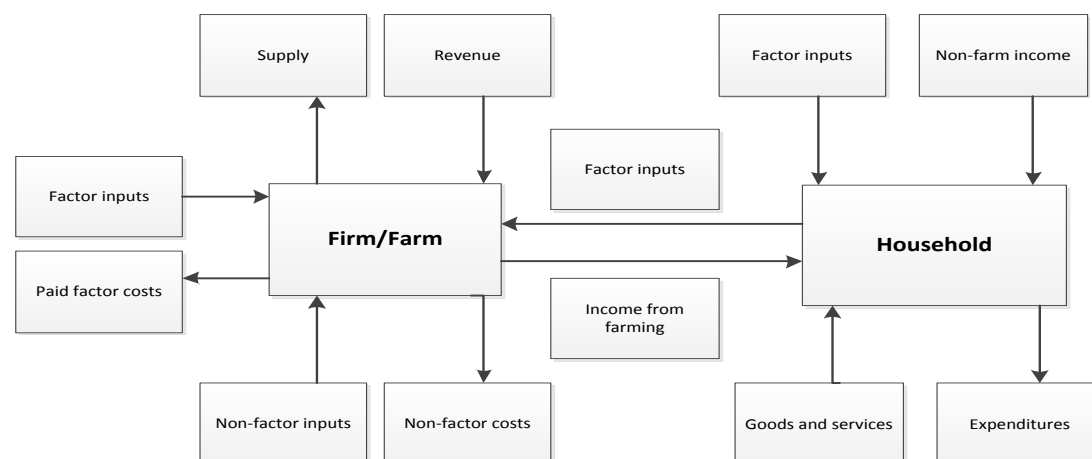 Supply
Revenue
Factor inputs
Non-farm income
Factor inputs
Factor inputs
Firm/Farm
Household
Paid factor costs
Income from
farming
Non-factor inputs
Non-factor costs
Goods and services
Expenditures